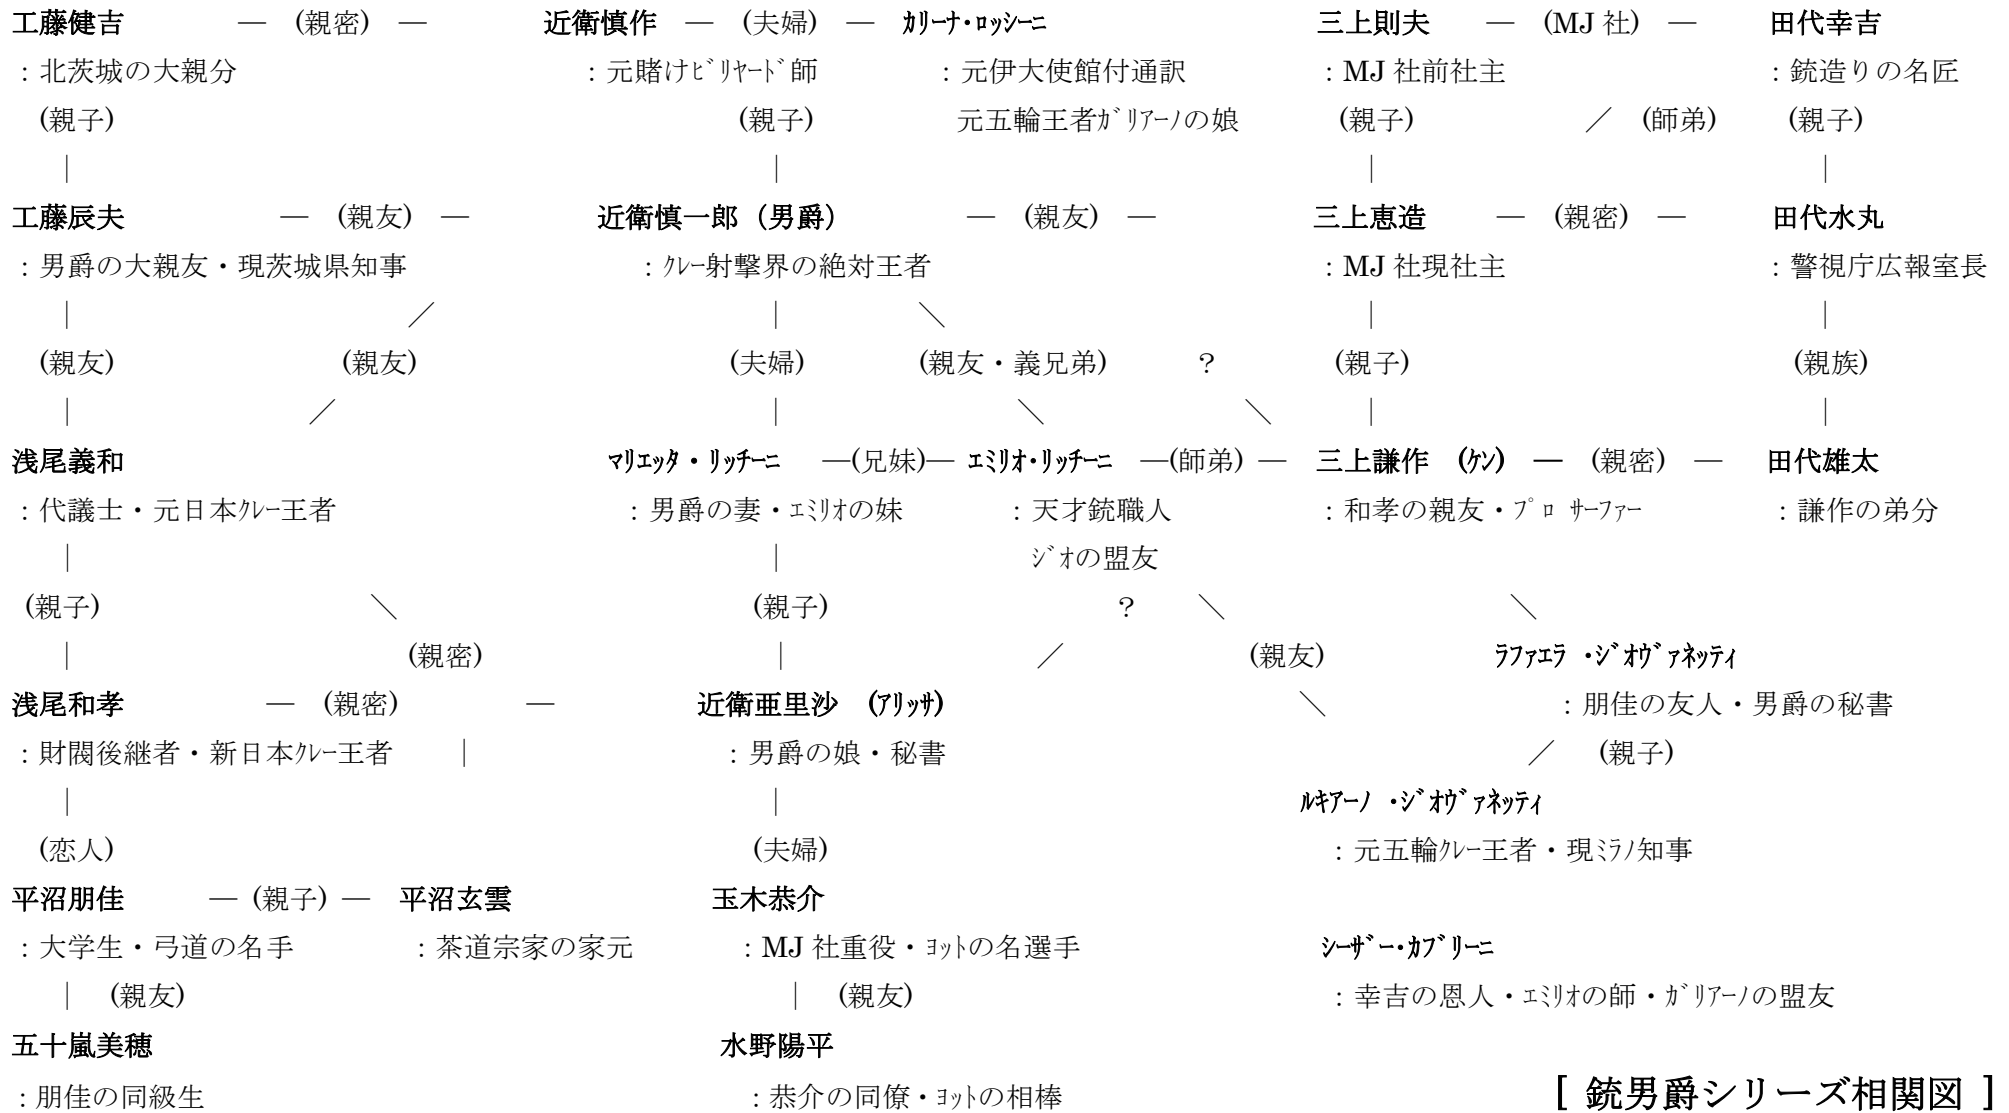 工藤健吉 ― (親密) ― 近衛慎作 ― (夫婦) ― ｶﾘｰﾅ･ﾛｯｼｰﾆ 三上則夫 ― (MJ 社) ― 田代幸吉
：北茨城の大親分 ：元賭けﾋﾞﾘﾔｰﾄﾞ師 ：元伊大使館付通訳 ：MJ 社前社主 ：銃造りの名匠
(親子) (親子) 元五輪王者ｶﾞﾘｱｰﾉの娘 (親子) ／ (師弟) (親子)
｜ ｜ ｜ ｜
工藤辰夫 ― (親友) ― 近衛慎一郎（男爵） ― (親友) ― 三上恵造 ― (親密) ― 田代水丸
：男爵の大親友・現茨城県知事 ：ｸﾚｰ射撃界の絶対王者 ：MJ 社現社主 ：警視庁広報室長
｜ ／ ｜ ＼ ｜ ｜
(親友) (親友) (夫婦) (親友・義兄弟) ？ (親子) (親族)
｜ ／ ｜ ＼ ＼ ｜ ｜
浅尾義和 ﾏﾘｴｯﾀ・ﾘｯﾁｰﾆ ―(兄妹)― ｴﾐﾘｵ･ﾘｯﾁｰﾆ ―(師弟) ― 三上謙作 (ｹﾝ) ― (親密) ― 田代雄太
：代議士・元日本ｸﾚｰ王者 ：男爵の妻・ｴﾐﾘｵの妹 ：天才銃職人 ：和孝の親友・ﾌﾟﾛ ｻｰﾌｧｰ ：謙作の弟分
｜ ｜ ｼﾞｵの盟友
(親子) ＼ (親子) ？ ＼ ＼
｜ (親密) ｜ ／ (親友) ﾗﾌｧｴﾗ ･ｼﾞｵｳﾞｧﾈｯﾃｨ
浅尾和孝 ― (親密) ― 近衛亜里沙 (ｱﾘｯｻ) ＼ ：朋佳の友人・男爵の秘書
：財閥後継者・新日本ｸﾚｰ王者 ｜ ：男爵の娘・秘書 ／ (親子)
｜ ｜ ﾙｷｱｰﾉ ･ｼﾞｵｳﾞｧﾈｯﾃｨ
(恋人) (夫婦) ：元五輪ｸﾚｰ王者・現ﾐﾗﾉ知事
平沼朋佳 ― (親子) ― 平沼玄雲 玉木恭介
：大学生・弓道の名手 ：茶道宗家の家元 ：MJ 社重役・ﾖｯﾄの名選手 ｼｰｻﾞｰ･ｶﾌﾞﾘｰﾆ
｜ (親友) ｜ (親友) ：幸吉の恩人・ｴﾐﾘｵの師・ｶﾞﾘｱｰﾉの盟友
五十嵐美穂 水野陽平
：朋佳の同級生 ：恭介の同僚・ﾖｯﾄの相棒 [ 銃男爵シリーズ相関図 ]